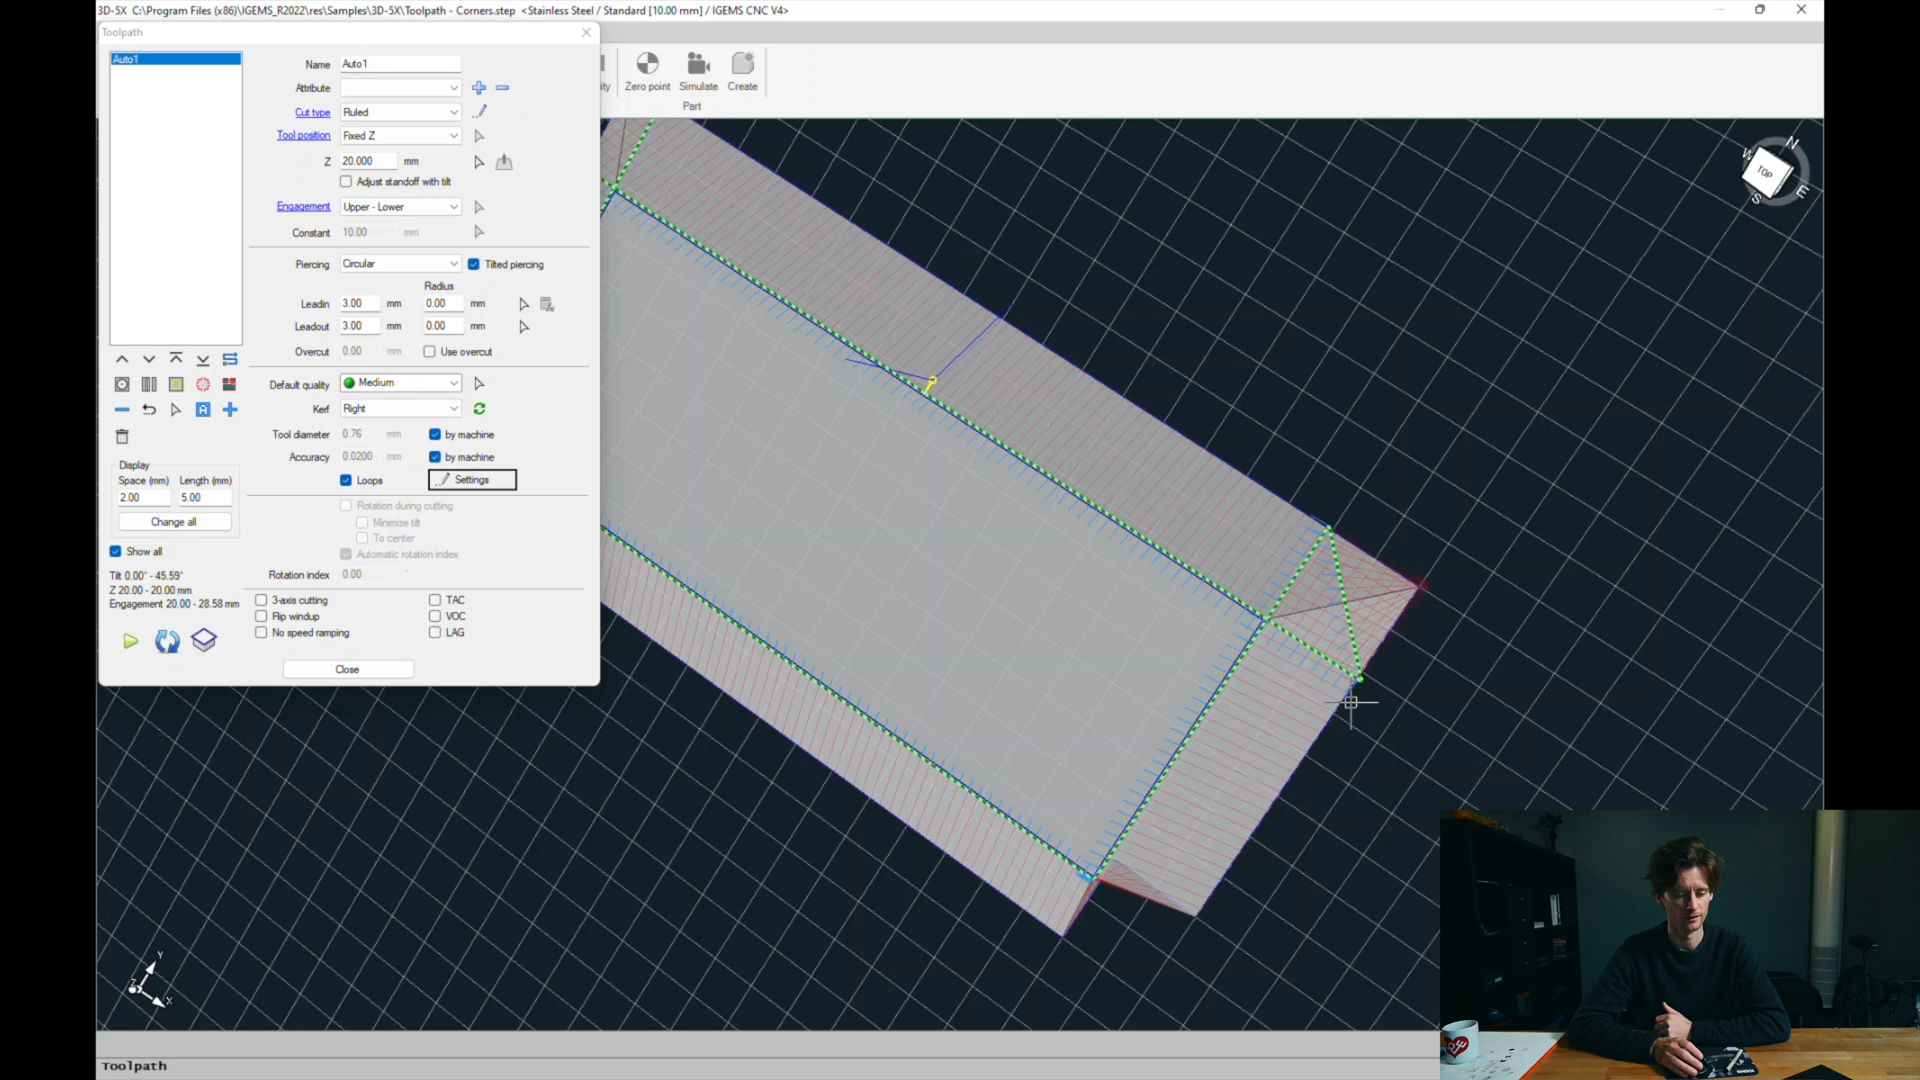 3D-5X C:\Program Files (x86)\IGEMS_R2022\res\Samples\3D-5X\Toolpath - Corners.step <Stainless Steel / Standard [10.00 mm] / IGEMS CNC V4>
Toolpath
Auto1
Name Auto1
Attribute
Cut type Ruled
Tool position Fixed Z
Z 20.000 mm
Adjust standoff with tilt
Engagement Upper - Lower
Constant 10.00 mm
Piercing Circular Tilted piercing
Radius
Leadin 3.00 mm 0.00 mm
Leadout 3.00 mm 0.00 mm
Overcut 0.00 mm Use overcut
Default quality Medium
Kerf Right
Tool diameter 0.76 mm by machine
Accuracy 0.0200 mm by machine
Loops Settings
Rotation during cutting
Minimize tilt
To center
Automatic rotation index
Rotation index 0.00 °
3-axis cutting TAC
Flip windup VOC
No speed ramping LAG
Close
Display
Space (mm) Length (mm)
2.00 5.00
Change all
Show all
Tilt 0.00° - 45.59°
Z 20.00 - 20.00 mm
Engagement 20.00 - 28.58 mm
ity Zero point Simulate Create
Part
N
W
TOP
E
S
Y
Z
X
Toolpath